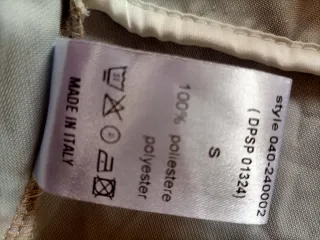 style 040-240002
( DPSP 01324)
S
100% poliestere
polyester
MADE IN ITALY